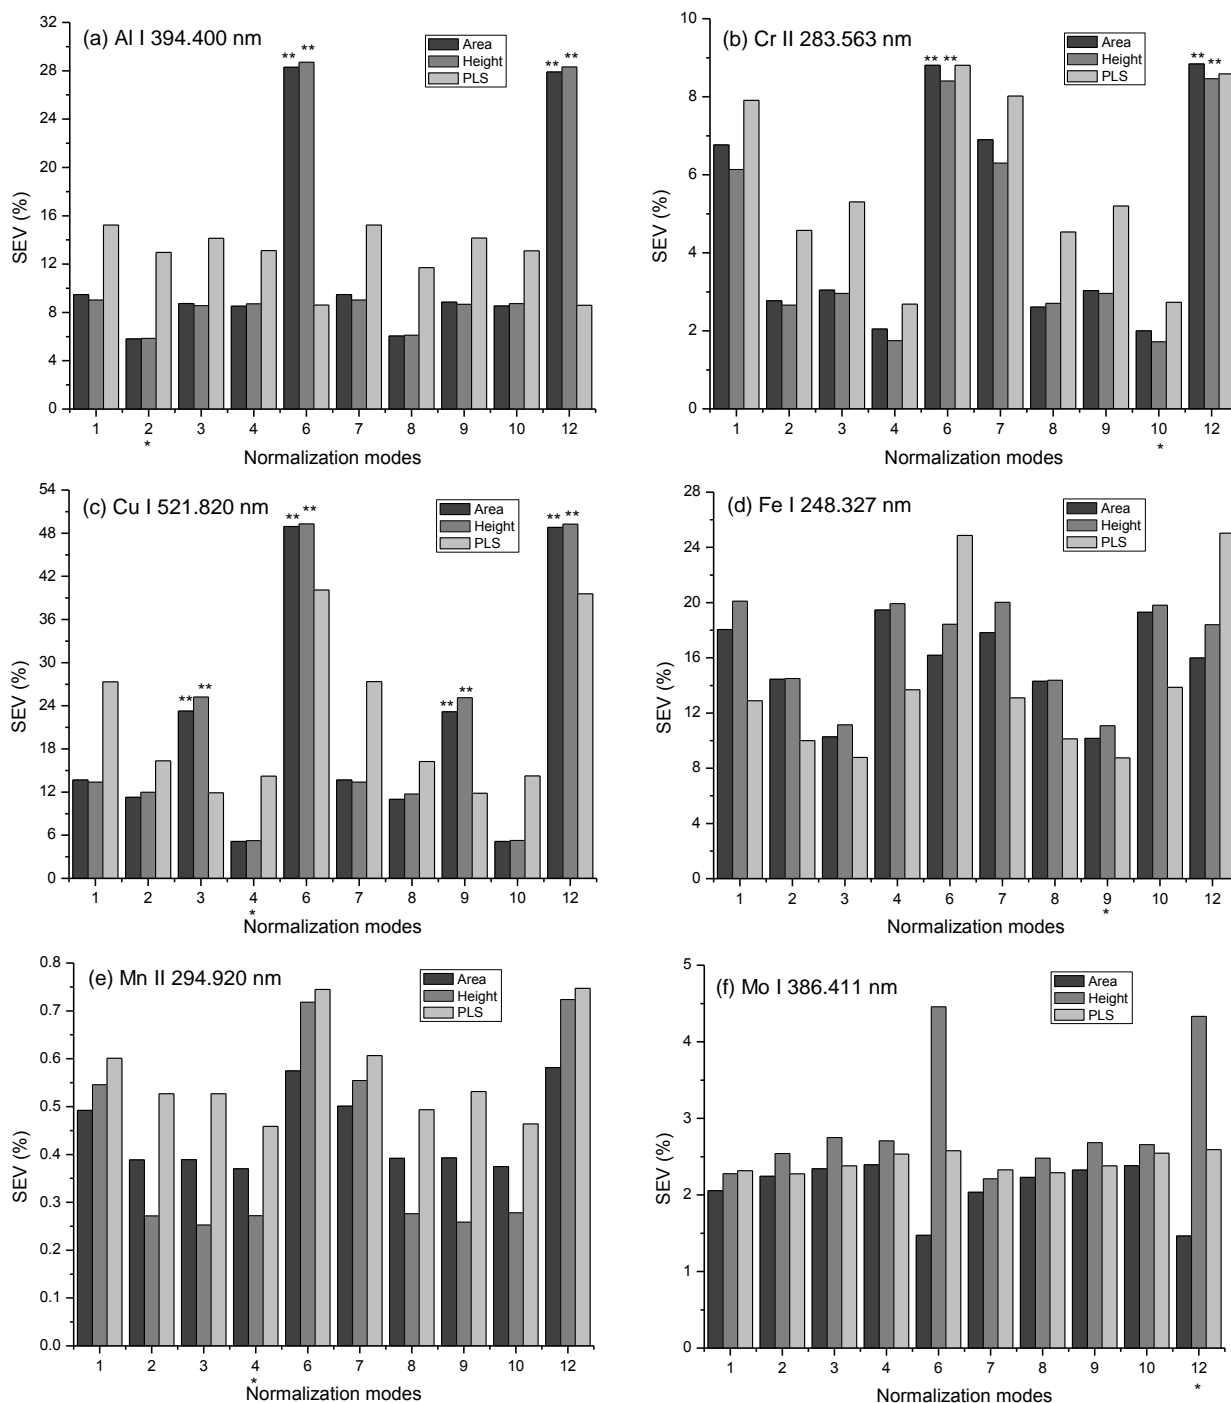 (a) Al I 394.400 nm
Area
Height
PLS
SEV (%)
32
28
24
20
16
12
8
4
0
** ** ** **
1 2 3 4 6 7 8 9 10 12
*
Normalization modes
(b) Cr II 283.563 nm
Area
Height
PLS
SEV (%)
10
8
6
4
2
0
** ** ** **
1 2 3 4 6 7 8 9 10 12
*
Normalization modes
(c) Cu I 521.820 nm
Area
Height
PLS
SEV (%)
54
48
42
36
30
24
18
12
6
0
** ** ** ** ** ** ** **
1 2 3 4 6 7 8 9 10 12
*
Normalization modes
(d) Fe I 248.327 nm
Area
Height
PLS
SEV (%)
28
24
20
16
12
8
4
0
1 2 3 4 6 7 8 9 10 12
*
Normalization modes
(e) Mn II 294.920 nm
Area
Height
PLS
SEV (%)
0.8
0.7
0.6
0.5
0.4
0.3
0.2
0.1
0.0
1 2 3 4 6 7 8 9 10 12
*
Normalization modes
(f) Mo I 386.411 nm
Area
Height
PLS
SEV (%)
5
4
3
2
1
0
1 2 3 4 6 7 8 9 10 12
*
Normalization modes